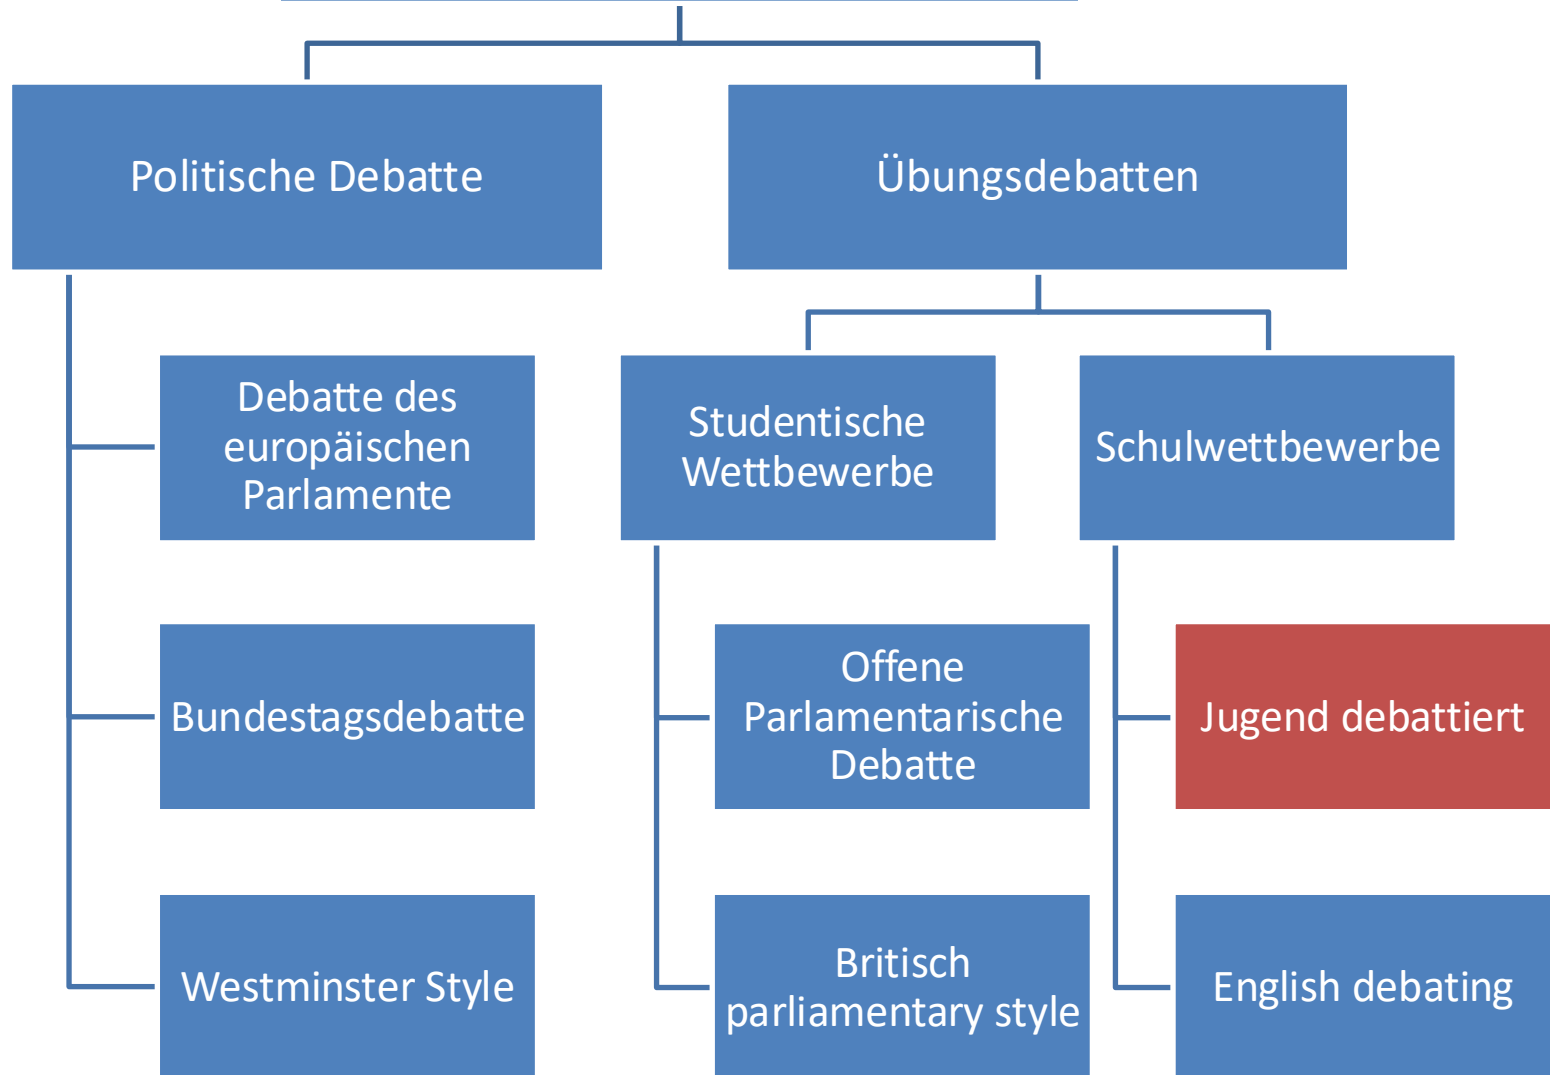 Politische Debatte
Übungsdebatten
Debatte des
europäischen
Parlamente
Studentische
Wettbewerbe
Schulwettbewerbe
Bundestagsdebatte
Offene
Parlamentarische
Debatte
Jugend debattiert
Westminster Style
Britisch
parliamentary style
English debating